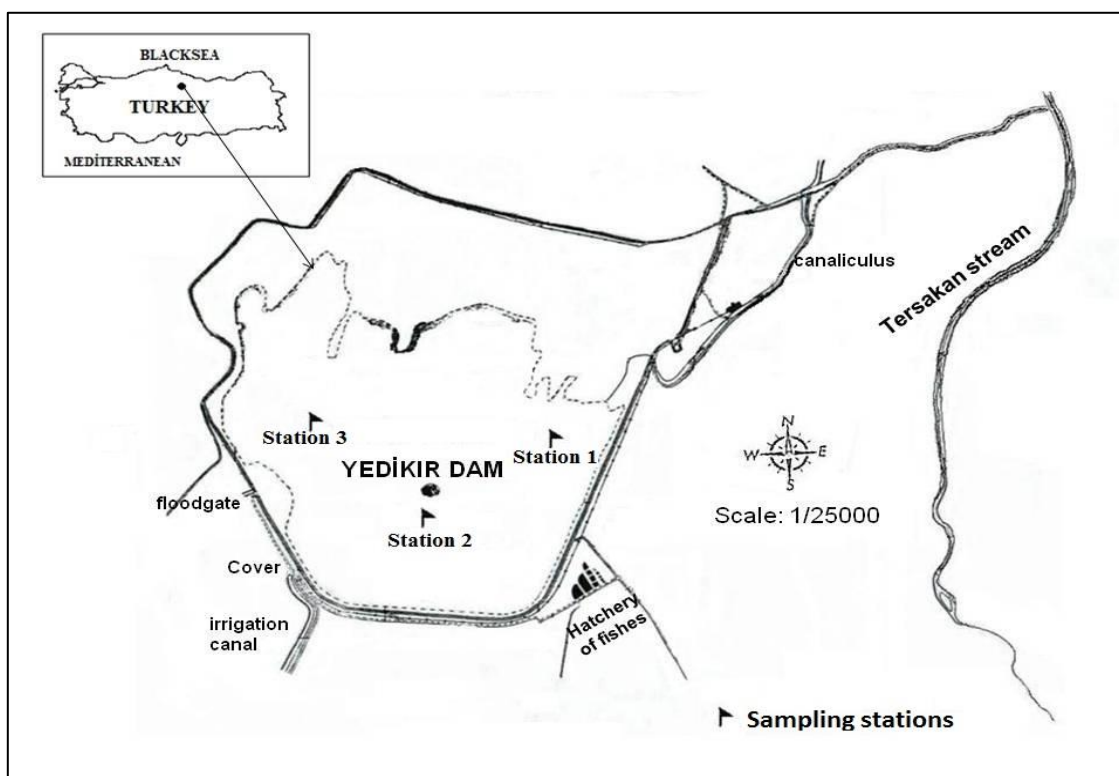 BLACKSEA
TURKEY
MEDİTERRANEAN
canaliculus
Tersakan stream
Station 3
Station 1
YEDİKIR DAM
N
W E
S
floodgate
Scale: 1/25000
Station 2
Cover
irrigation
canal
Hatchery
of fishes
Sampling stations